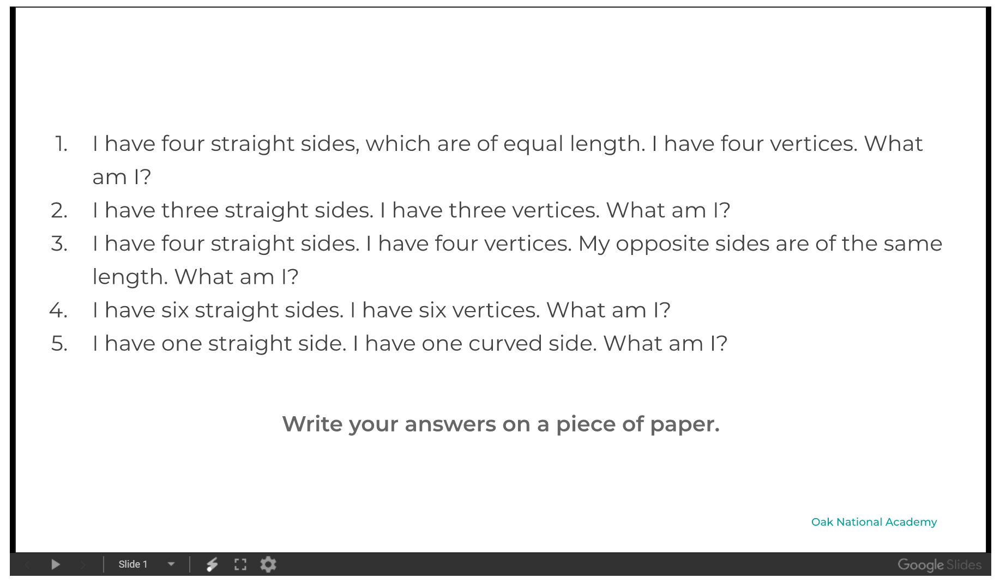 1. I have four straight sides, which are of equal length. I have four vertices. What
am I?
2. I have three straight sides. I have three vertices. What am I?
3. I have four straight sides. I have four vertices. My opposite sides are of the same
length. What am I?
4. I have six straight sides. I have six vertices. What am I?
5. I have one straight side. I have one curved side. What am I?
Write your answers on a piece of paper.
Oak National Academy
Slide 1
Google Slides